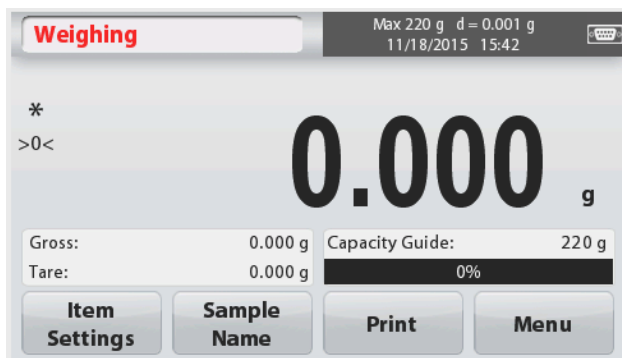 Weighing
Max 220 g d = 0.001 g
11/18/2015 15:42
*
>0<
0.000 g
Gross: 0.000 g
Tare: 0.000 g
Capacity Guide: 220 g
0%
Item
Settings
Sample
Name
Print
Menu